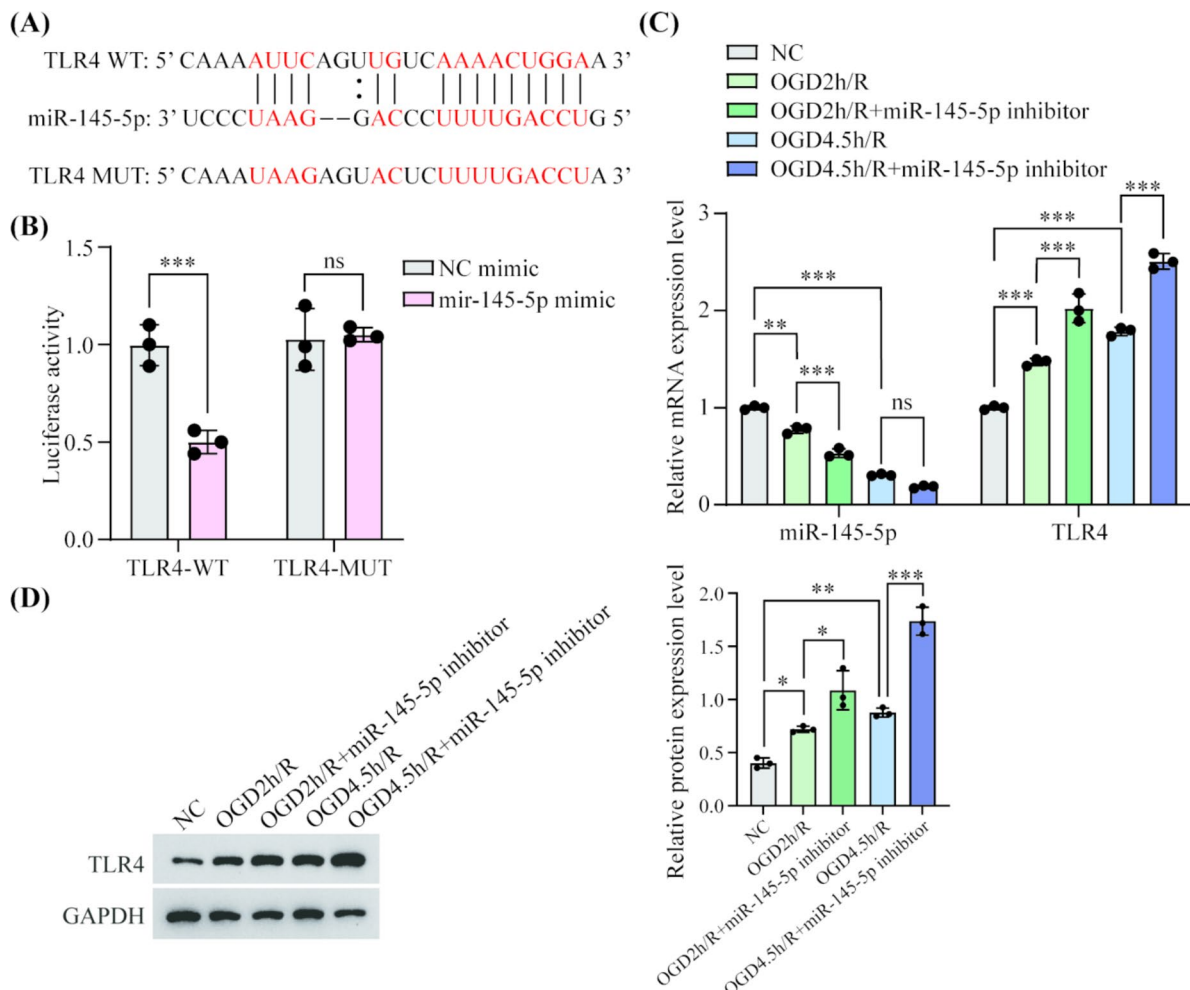 (A)
TLR4 WT: 5’ CAAAAUUCAGUUGUCAAAACUGGAA 3’
miR-145-5p: 3’ UCCCUAAG−−GACCCUUUUGACCUG 5’
TLR4 MUT: 5’ CAAAUAAGAGUACUCUUUUGACCUA 3’
(B)
Luciferase activity
1.5
1.0
0.5
0.0
***
ns
NC mimic
mir-145-5p mimic
TLR4-WT
TLR4-MUT
(C)
NC
OGD2h/R
OGD2h/R+miR-145-5p inhibitor
OGD4.5h/R
OGD4.5h/R+miR-145-5p inhibitor
Relative mRNA expression level
3
2
1
0
**
***
***
ns
***
***
***
***
miR-145-5p
TLR4
(D)
NC
OGD2h/R
OGD2h/R+miR-145-5p inhibitor
OGD4.5h/R
OGD4.5h/R+miR-145-5p inhibitor
TLR4
GAPDH
Relative protein expression level
2.0
1.5
1.0
0.5
0.0
*
*
**
***
NC
OGD2h/R
OGD2h/R+miR-145-5p inhibitor
OGD4.5h/R
OGD4.5h/R+miR-145-5p inhibitor